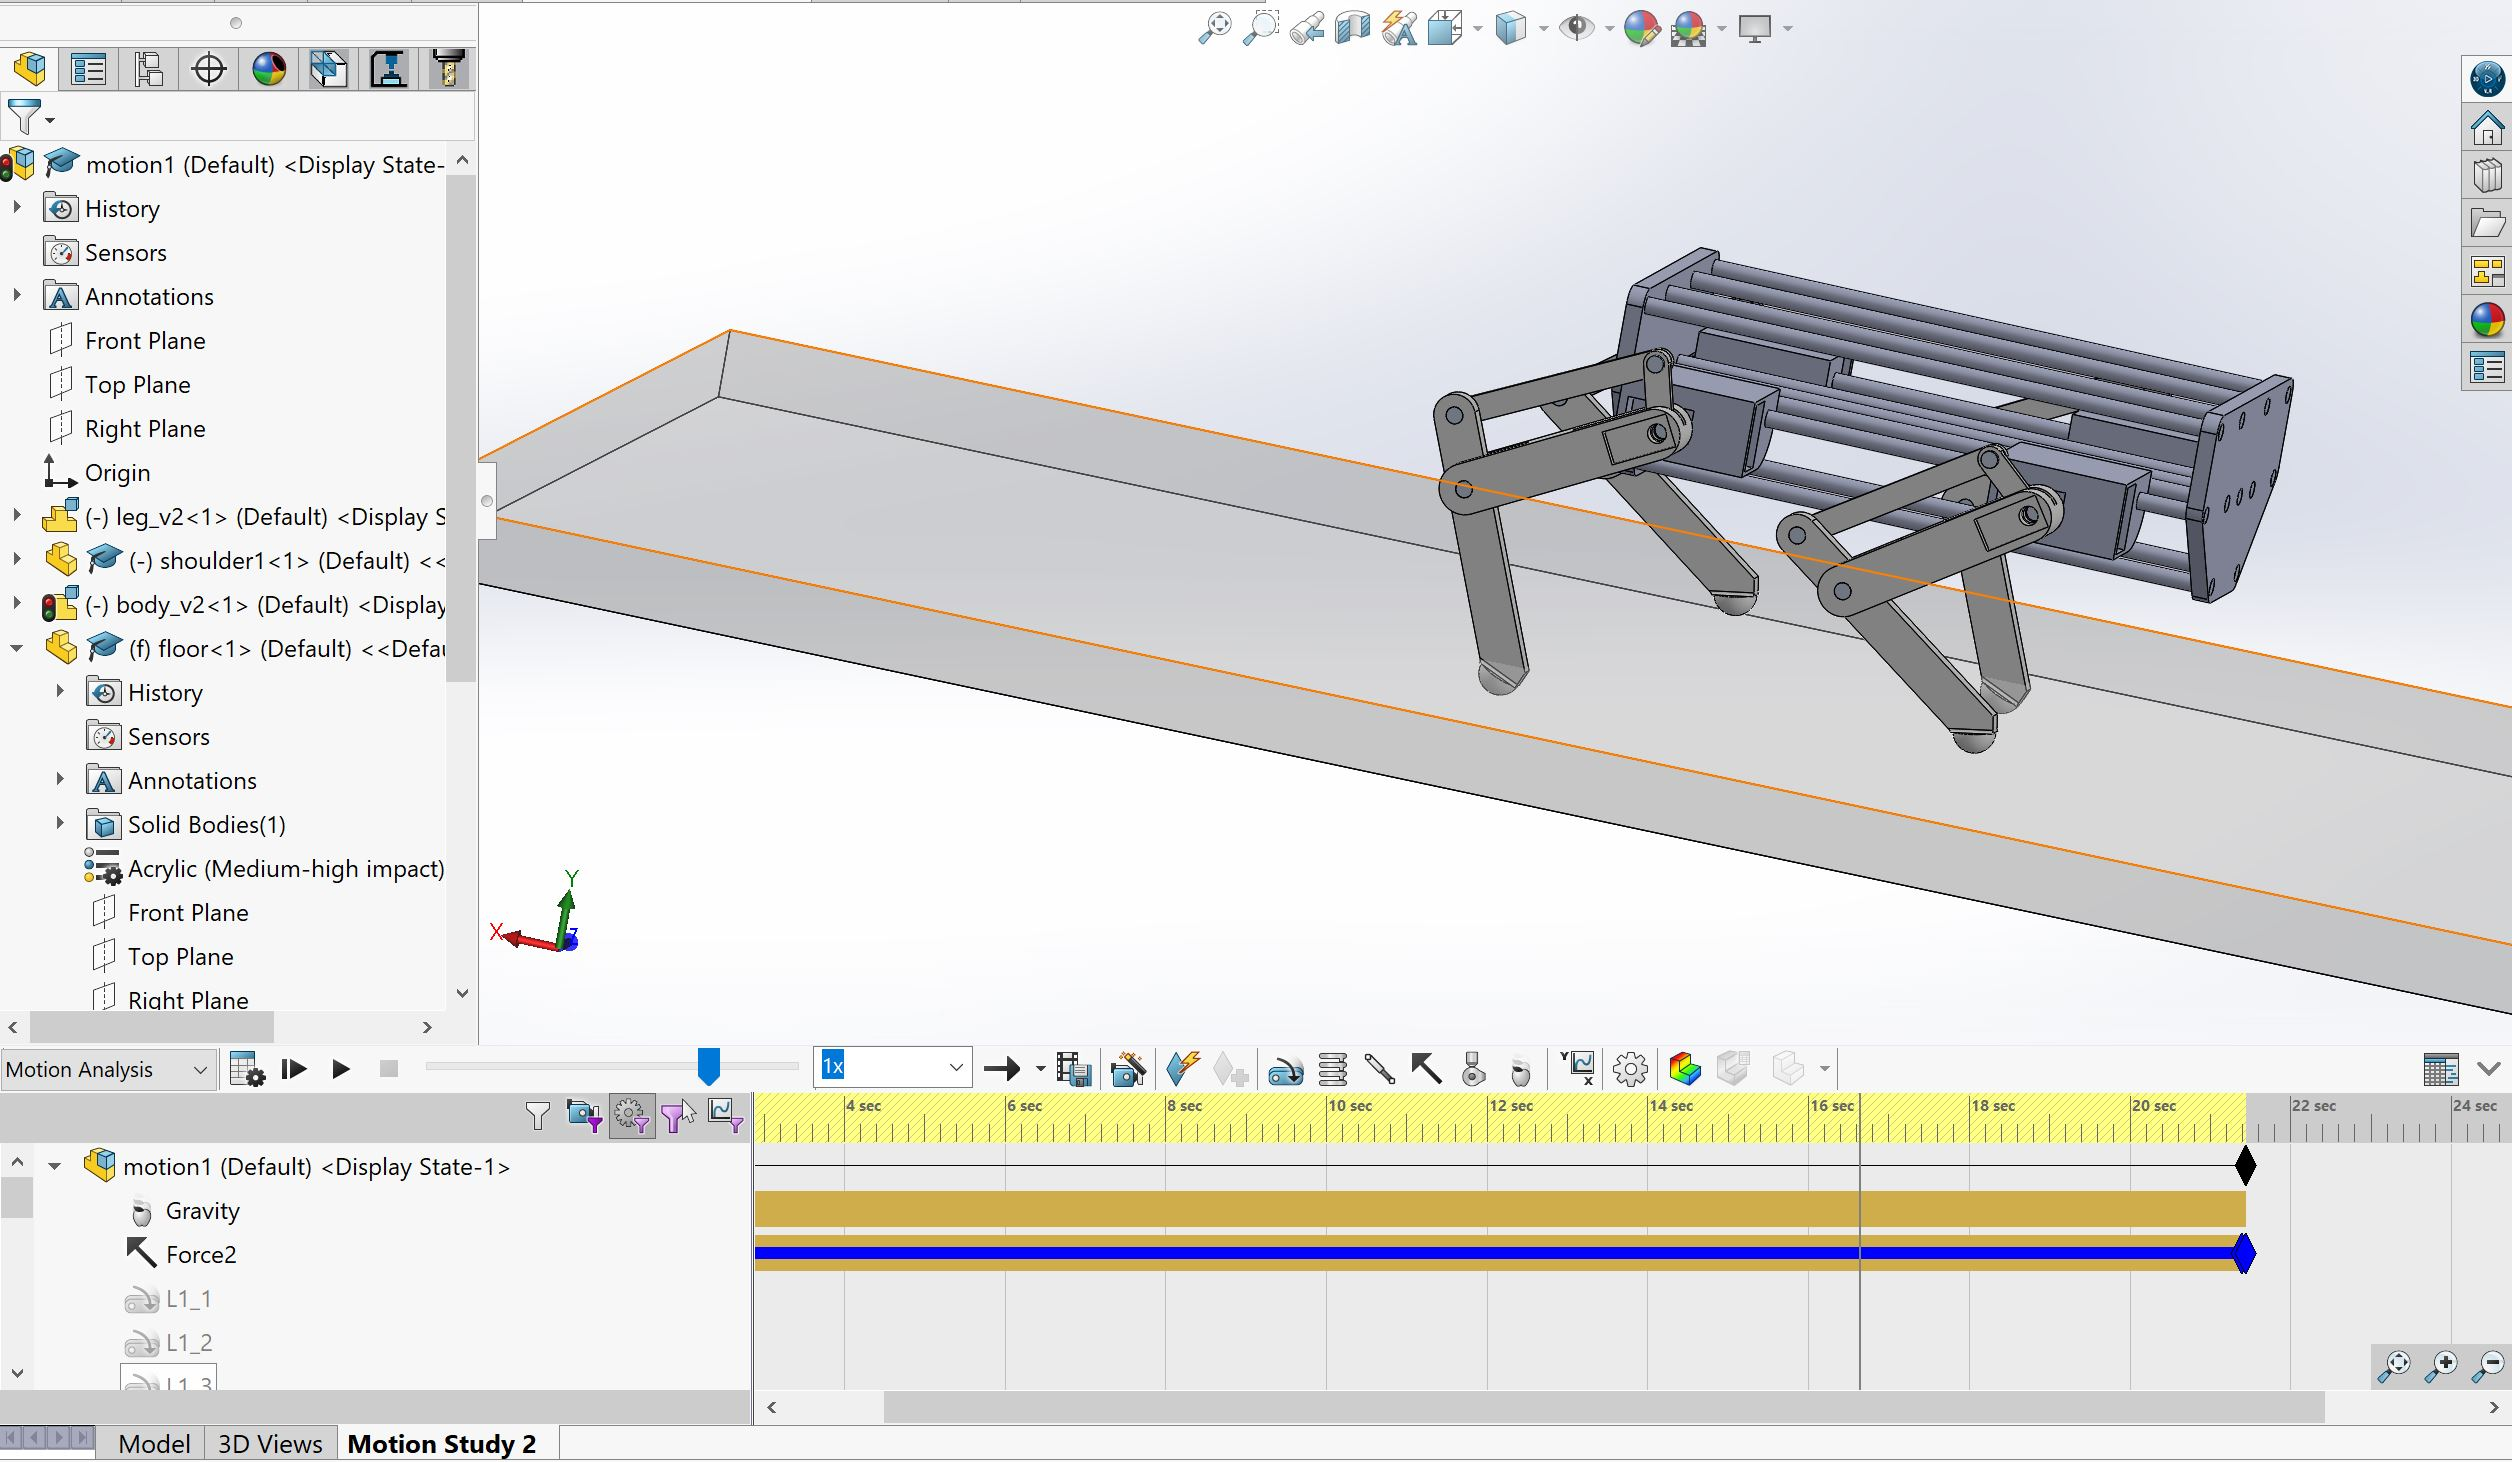 motion1 (Default) <Display State-
History
Sensors
Annotations
Front Plane
Top Plane
Right Plane
Origin
(-) leg_v2<1> (Default) <Display S
(-) shoulder1<1> (Default) <<
(-) body_v2<1> (Default) <Display
(f) floor<1> (Default) <<Defau
History
Sensors
Annotations
Solid Bodies(1)
Acrylic (Medium-high impact)
Front Plane
Top Plane
Right Plane
Y
X
Z
Motion Analysis
1x
4 sec
6 sec
8 sec
10 sec
12 sec
14 sec
16 sec
18 sec
20 sec
22 sec
24 sec
motion1 (Default) <Display State-1>
Gravity
Force2
L1_1
L1_2
L1_3
Model
3D Views
Motion Study 2